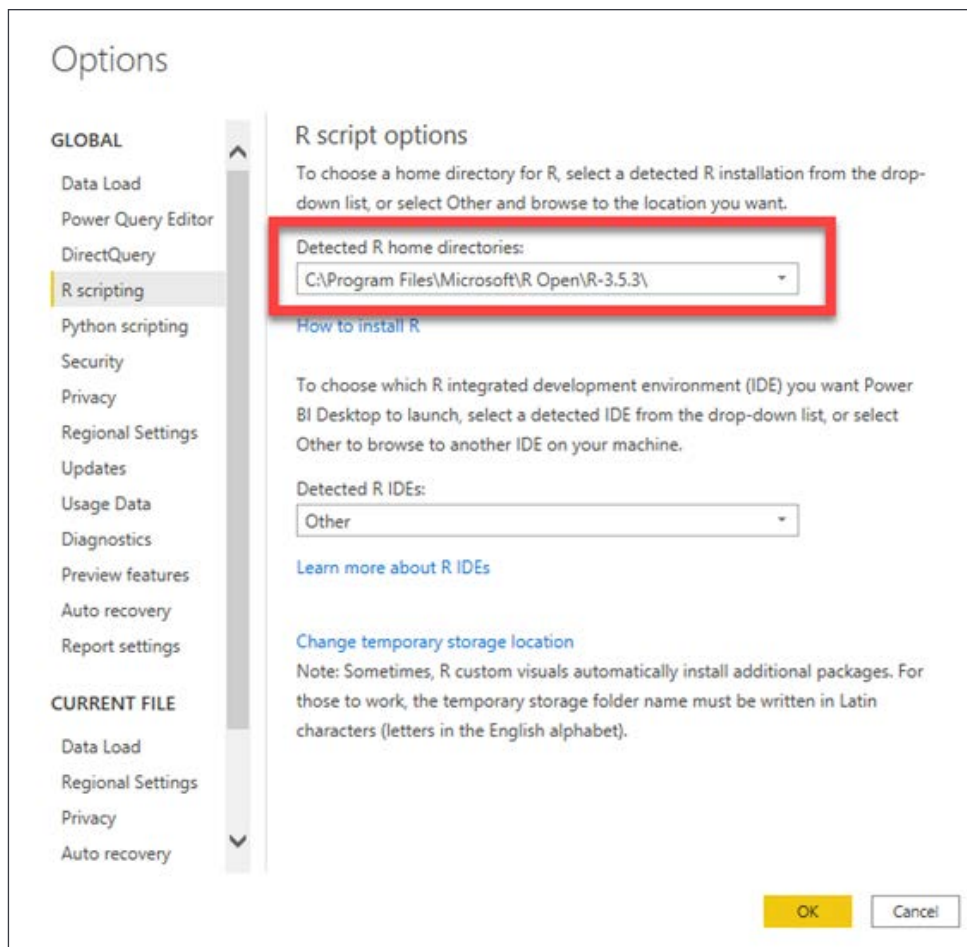 Options
GLOBAL
Data Load
Power Query Editor
DirectQuery
R scripting
Python scripting
Security
Privacy
Regional Settings
Updates
Usage Data
Diagnostics
Preview features
Auto recovery
Report settings
CURRENT FILE
Data Load
Regional Settings
Privacy
Auto recovery
R script options
To choose a home directory for R, select a detected R installation from the drop-
down list, or select Other and browse to the location you want.
Detected R home directories:
C:\Program Files\Microsoft\R Open\R-3.5.3\
How to install R
To choose which R integrated development environment (IDE) you want Power
BI Desktop to launch, select a detected IDE from the drop-down list, or select
Other to browse to another IDE on your machine.
Detected R IDEs:
Other
Learn more about R IDEs
Change temporary storage location
Note: Sometimes, R custom visuals automatically install additional packages. For
those to work, the temporary storage folder name must be written in Latin
characters (letters in the English alphabet).
OK
Cancel